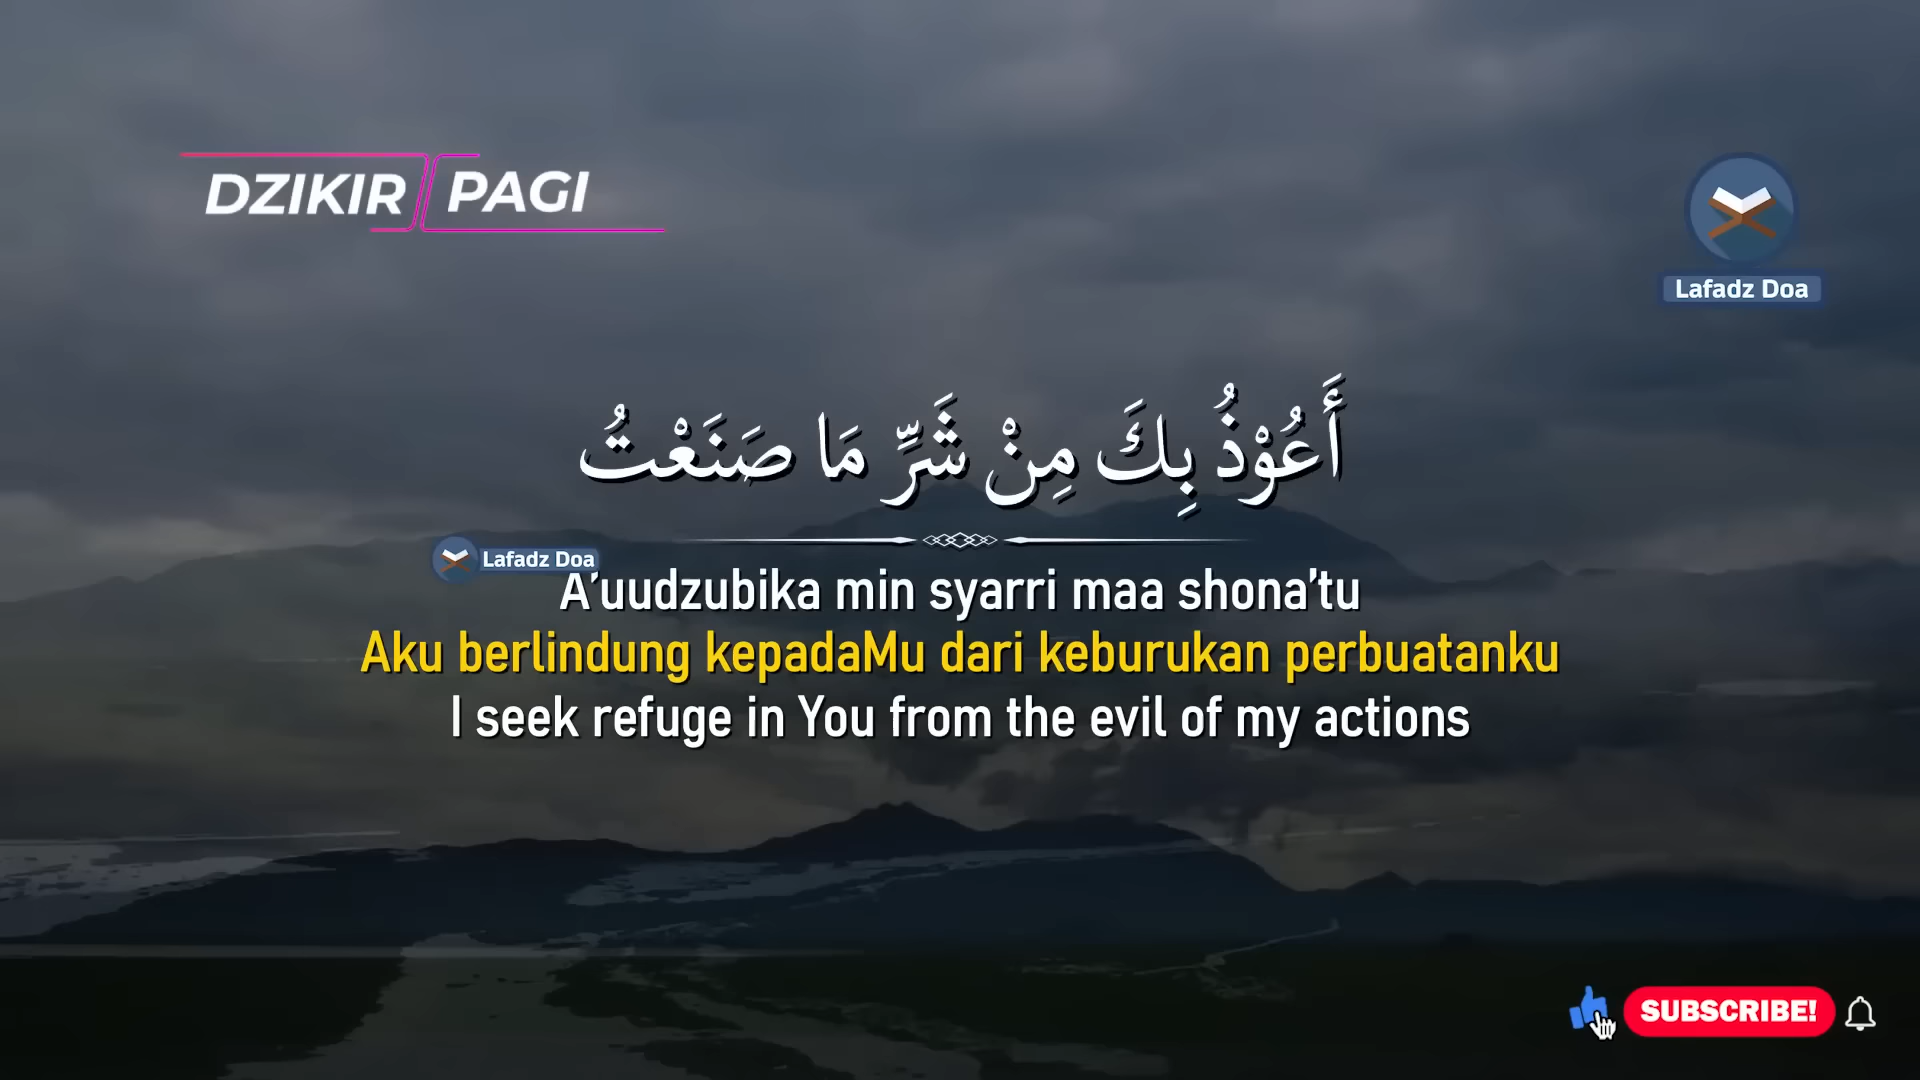 DZIKIR PAGI
Lafadz Doa
أَعُوْذُ بِكَ مِنْ شَرِّ مَا صَنَعْتُ
Lafadz Doa
A'uudzubika min syarri maa shona'tu
Aku berlindung kepadaMu dari keburukan perbuatanku
I seek refuge in You from the evil of my actions
SUBSCRIBE!